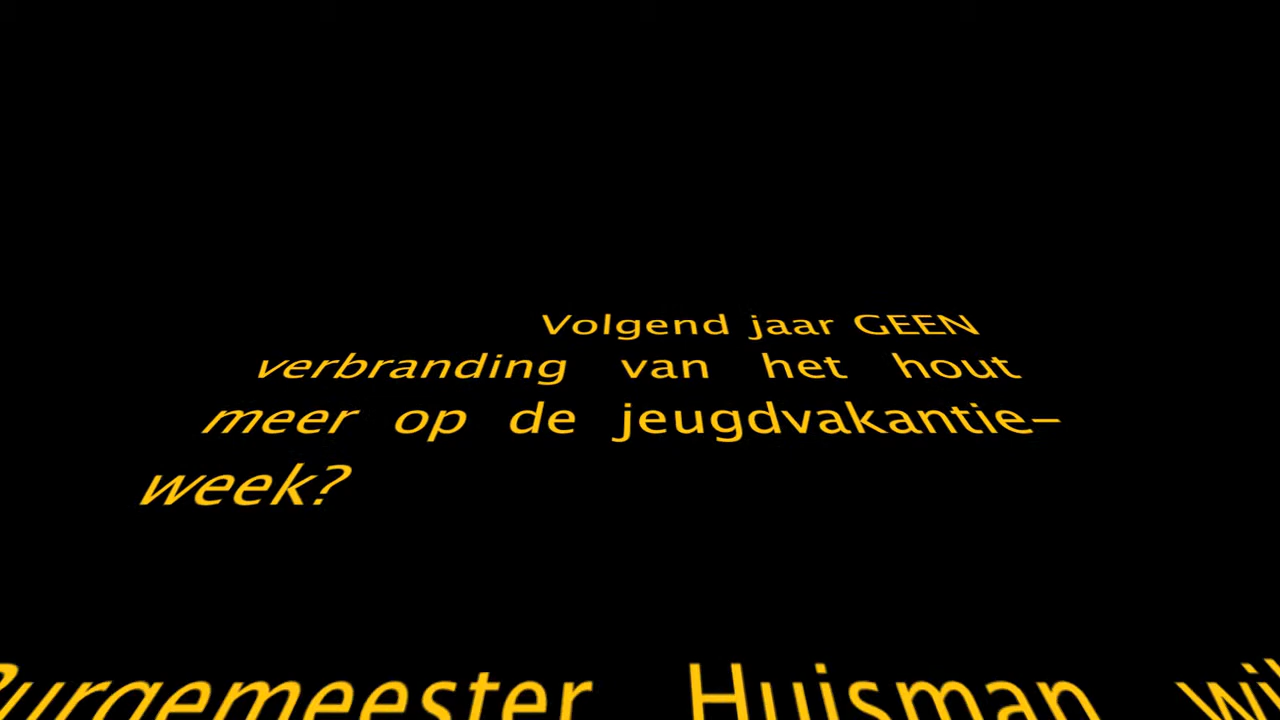 Volgend jaar GEEN
verbranding van het hout
meer op de jeugdvakantie-
week?
Burgemeester Huisman